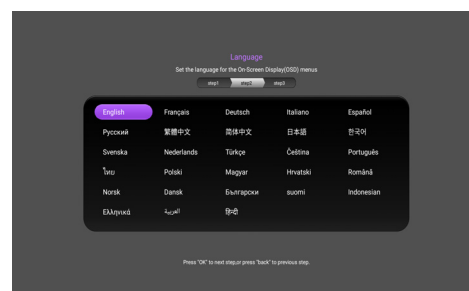 Language
Set the language for the On-Screen Display(OSD) menus
step1 step2 step3
English Français Deutsch Italiano Español
Русский 繁體中文 简体中文 日本語 한국어
Svenska Nederlands Türkçe Čeština Português
ไทย Polski Magyar Hrvatski Română
Norsk Dansk Български suomi Indonesian
Ελληνικά العربية हिन्दी
Press "OK" to next step,or press "back" to previous step.